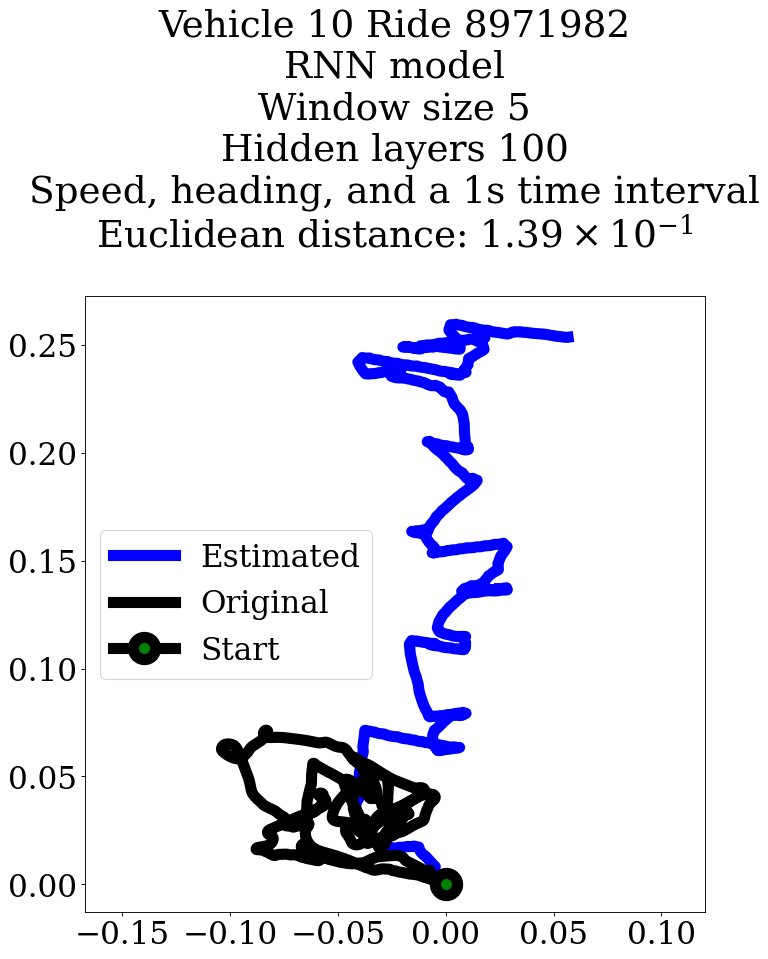 Vehicle 10 Ride 8971982
RNN model
Window size 5
Hidden layers 100
Speed, heading, and a 1s time interval
Euclidean distance: 1.39 × 10⁻¹
0.25
0.20
0.15
0.10
0.05
0.00
Estimated
Original
Start
−0.15 −0.10 −0.05 0.00 0.05 0.10